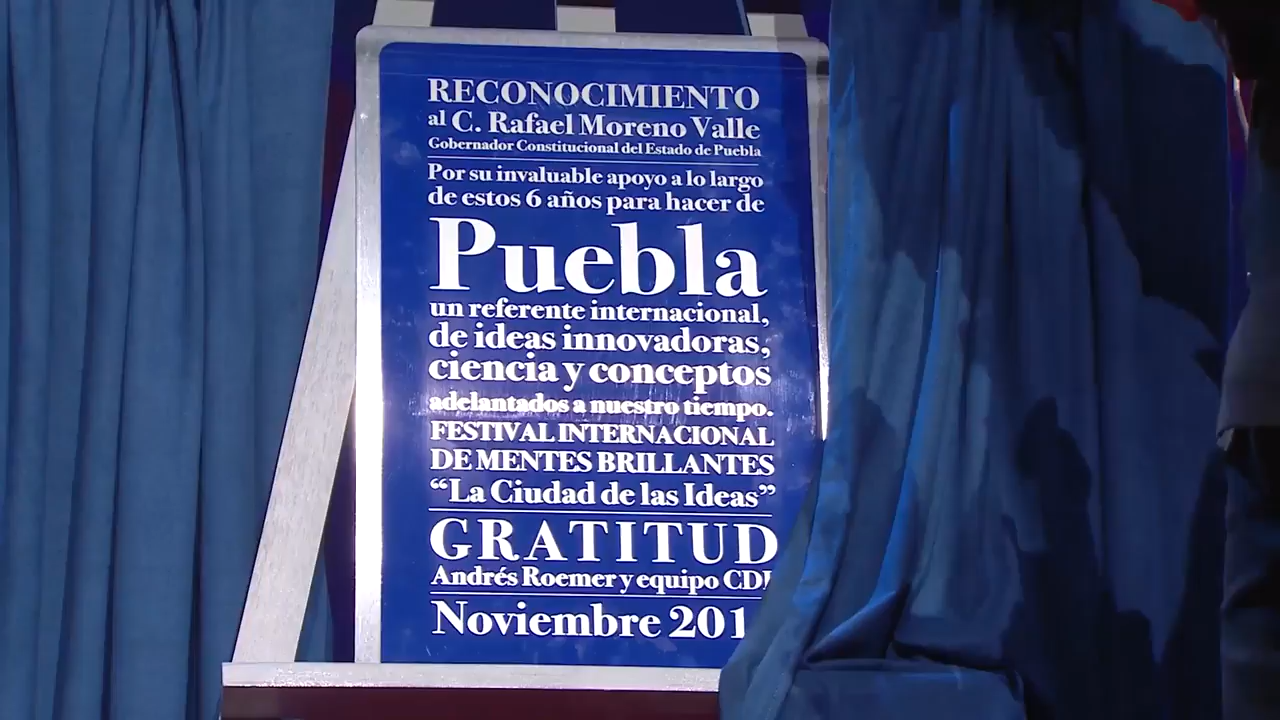 RECONOCIMIENTO
al C. Rafael Moreno Valle
Gobernador Constitucional del Estado de Puebla
Por su invaluable apoyo a lo largo
de estos 6 años para hacer de
Puebla
un referente internacional,
de ideas innovadoras,
ciencia y conceptos
adelantados a nuestro tiempo.
FESTIVAL INTERNACIONAL
DE MENTES BRILLANTES
“La Ciudad de las Ideas”
GRATITUD
Andrés Roemer y equipo
Noviembre